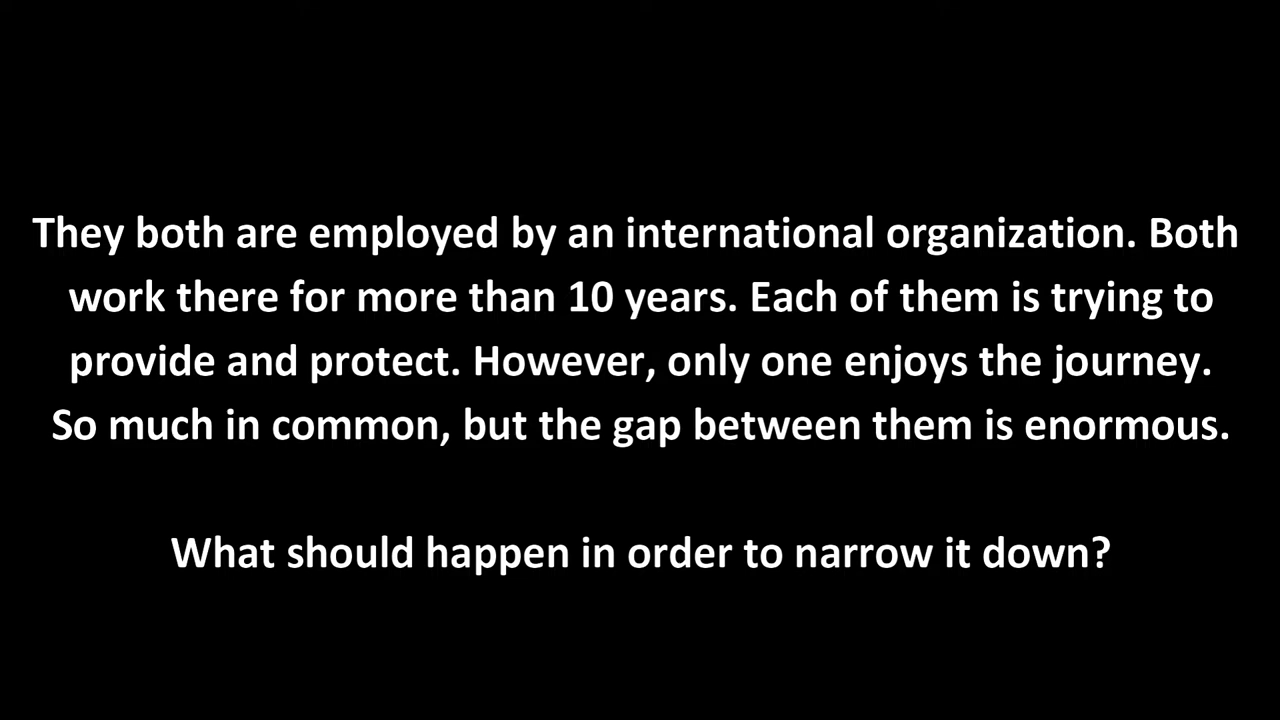 They both are employed by an international organization. Both
work there for more than 10 years. Each of them is trying to
provide and protect. However, only one enjoys the journey.
So much in common, but the gap between them is enormous.
What should happen in order to narrow it down?